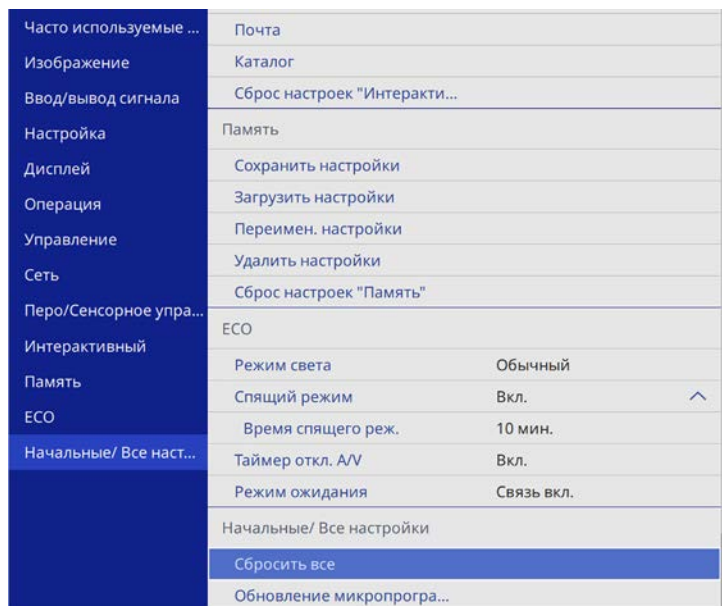 Часто используемые ...
Изображение
Ввод/вывод сигнала
Настройка
Дисплей
Операция
Управление
Сеть
Перо/Сенсорное упра...
Интерактивный
Память
ECO
Начальные/ Все наст...
Почта
Каталог
Сброс настроек "Интеракти...
Память
Сохранить настройки
Загрузить настройки
Переимен. настройки
Удалить настройки
Сброс настроек "Память"
ECO
Режим света Обычный
Спящий режим Вкл.
Время спящего реж. 10 мин.
Таймер откл. A/V Вкл.
Режим ожидания Связь вкл.
Начальные/ Все настройки
Сбросить все
Обновление микропрогра...